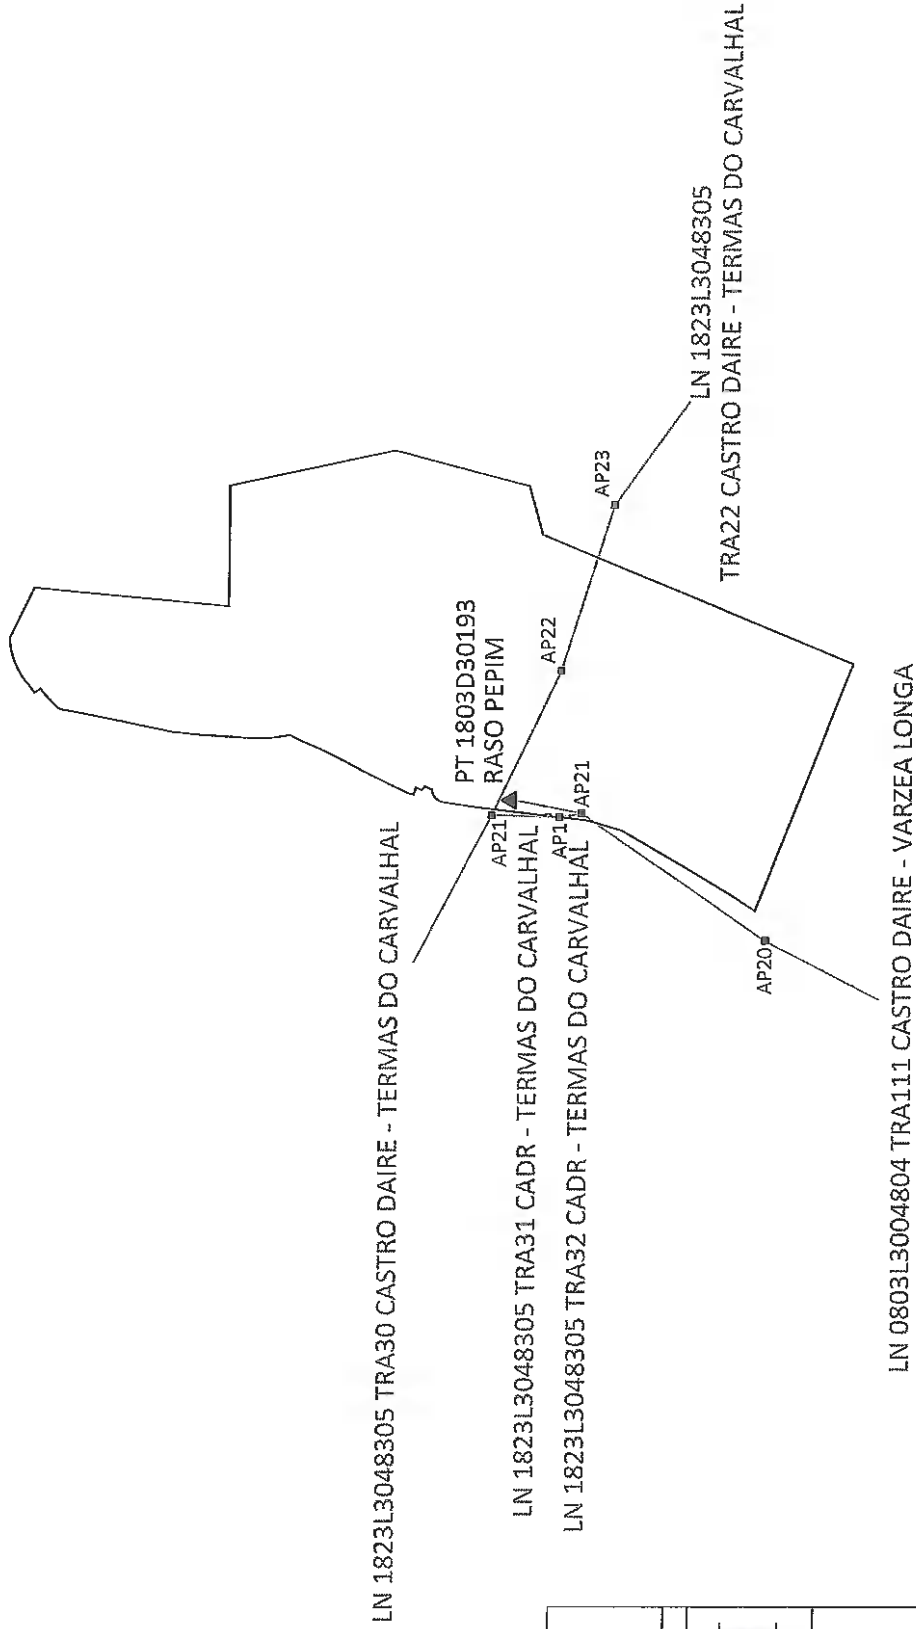 LN 1823L3048305 TRA30 CASTRO DAIRE - TERMAS DO CARVALHAL
PT 1803D30193
RASO PEPIM
AP21
AP22
AP23
LN 1823L3048305
TRA22 CASTRO DAIRE - TERMAS DO CARVALHAL
LN 1823L3048305 TRA31 CADR - TERMAS DO CARVALHAL
AP1
AP21
LN 1823L3048305 TRA32 CADR - TERMAS DO CARVALHAL
AP20
LN 0803L3004804 TRA111 CASTRO DAIRE - VARZEA LONGA